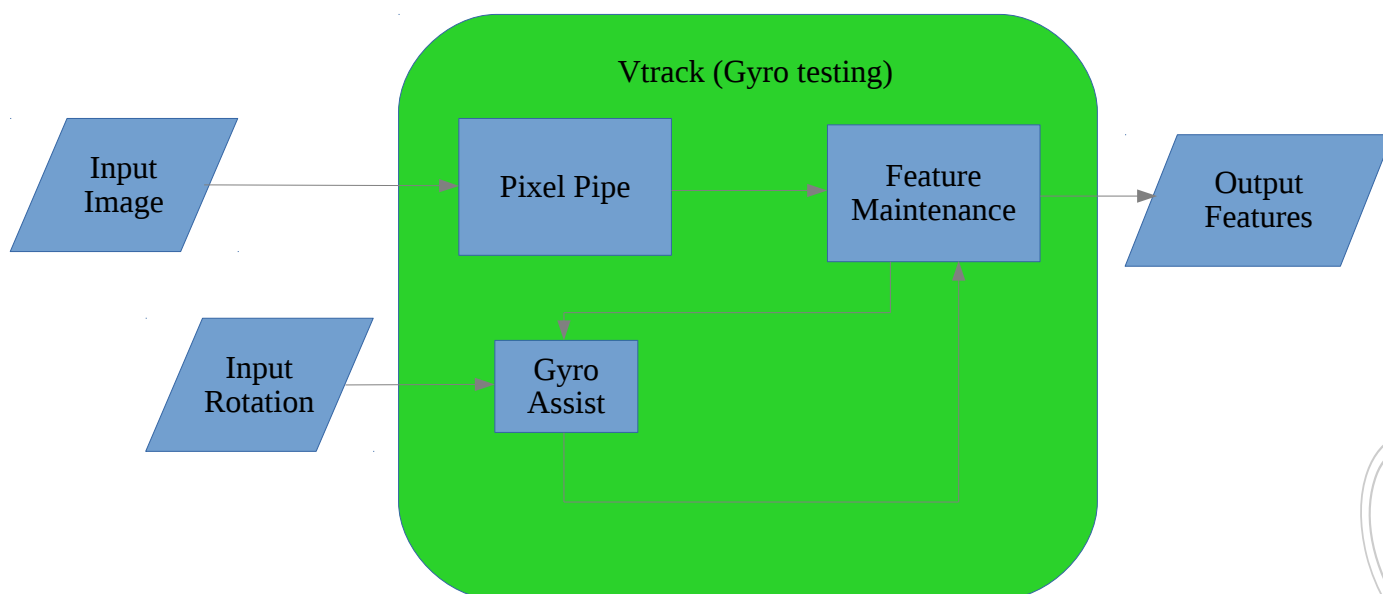 Vtrack (Gyro testing)
Input
Image
Pixel Pipe
Feature
Maintenance
Output
Features
Input
Rotation
Gyro
Assist